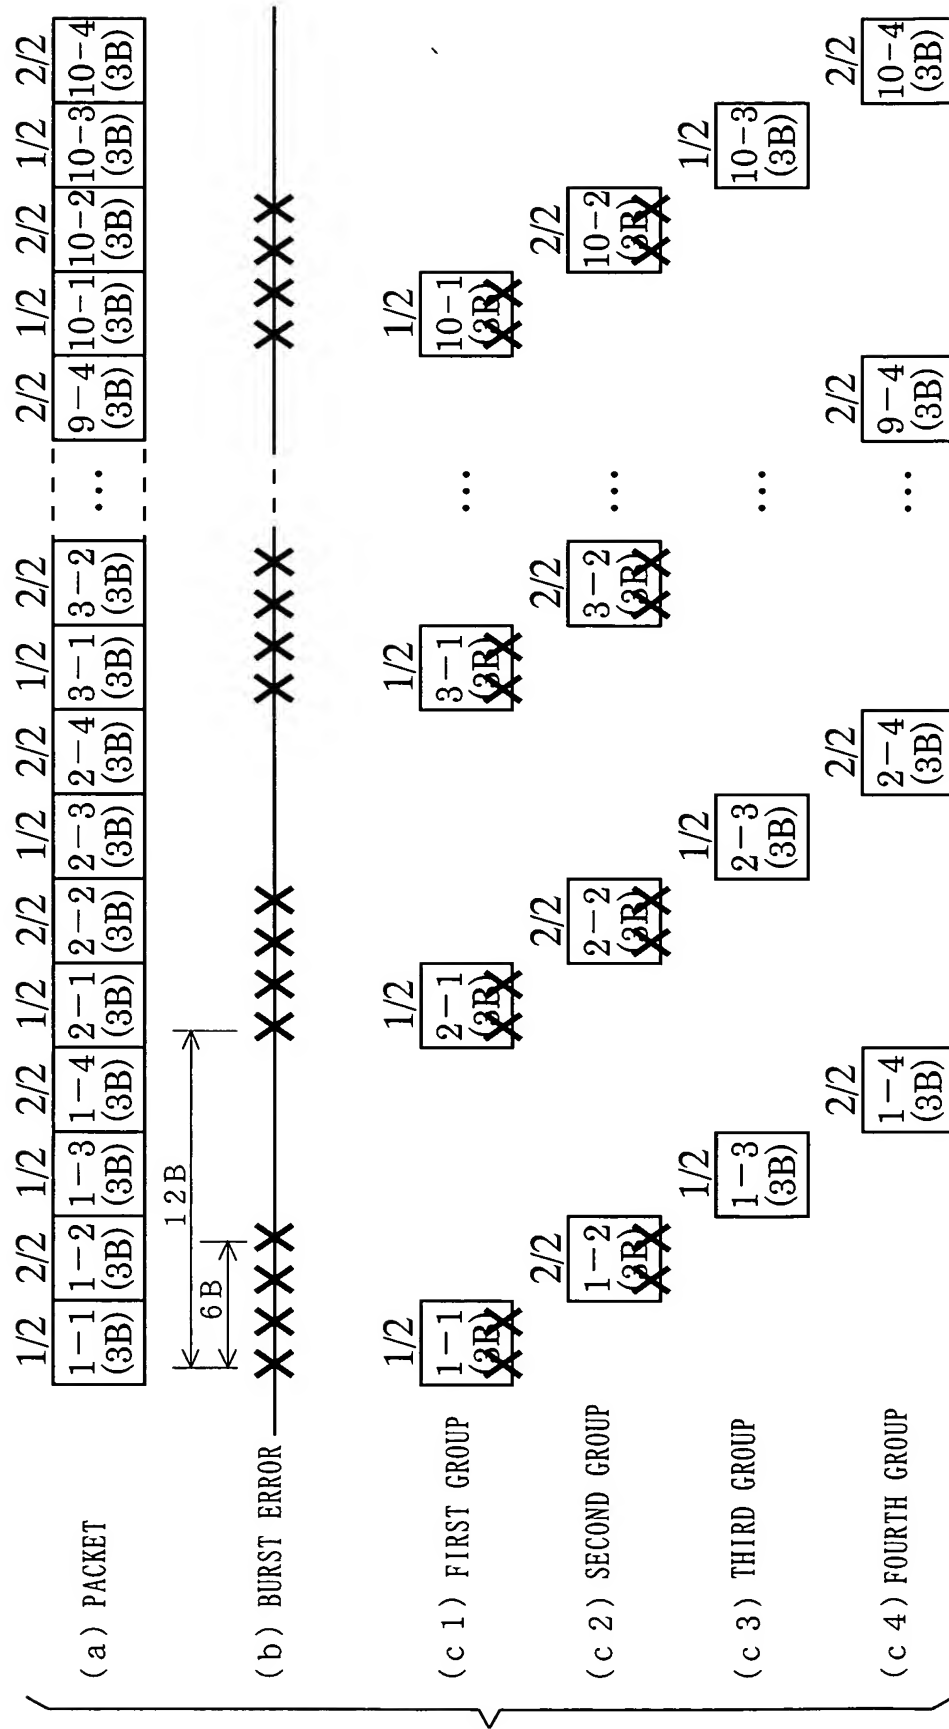 1/2 2/2 1/2 2/2 1/2 2/2 1/2 2/2 1/2 2/2 2/2 1/2 2/2 1/2 2/2
(a) PACKET 1-1 1-2 1-3 1-4 2-1 2-2 2-3 2-4 3-1 3-2 ... 9-4 10-1 10-2 10-3 10-4
(3B) (3B) (3B) (3B) (3B) (3B) (3B) (3B) (3B) (3B) (3B) (3B) (3B) (3B) (3B)
12B
6B
(b) BURST ERROR
1/2 1/2 1/2 1/2
(c1) FIRST GROUP 1-1 2-1 3-1 ... 10-1
(3B) (3B) (3B) (3B)
2/2 2/2 2/2 2/2
(c2) SECOND GROUP 1-2 2-2 3-2 ... 10-2
(3B) (3B) (3B) (3B)
1/2 1/2 1/2
(c3) THIRD GROUP 1-3 2-3 ... 10-3
(3B) (3B) (3B)
2/2 2/2 2/2 2/2
(c4) FOURTH GROUP 1-4 2-4 ... 9-4 10-4
(3B) (3B) (3B) (3B)